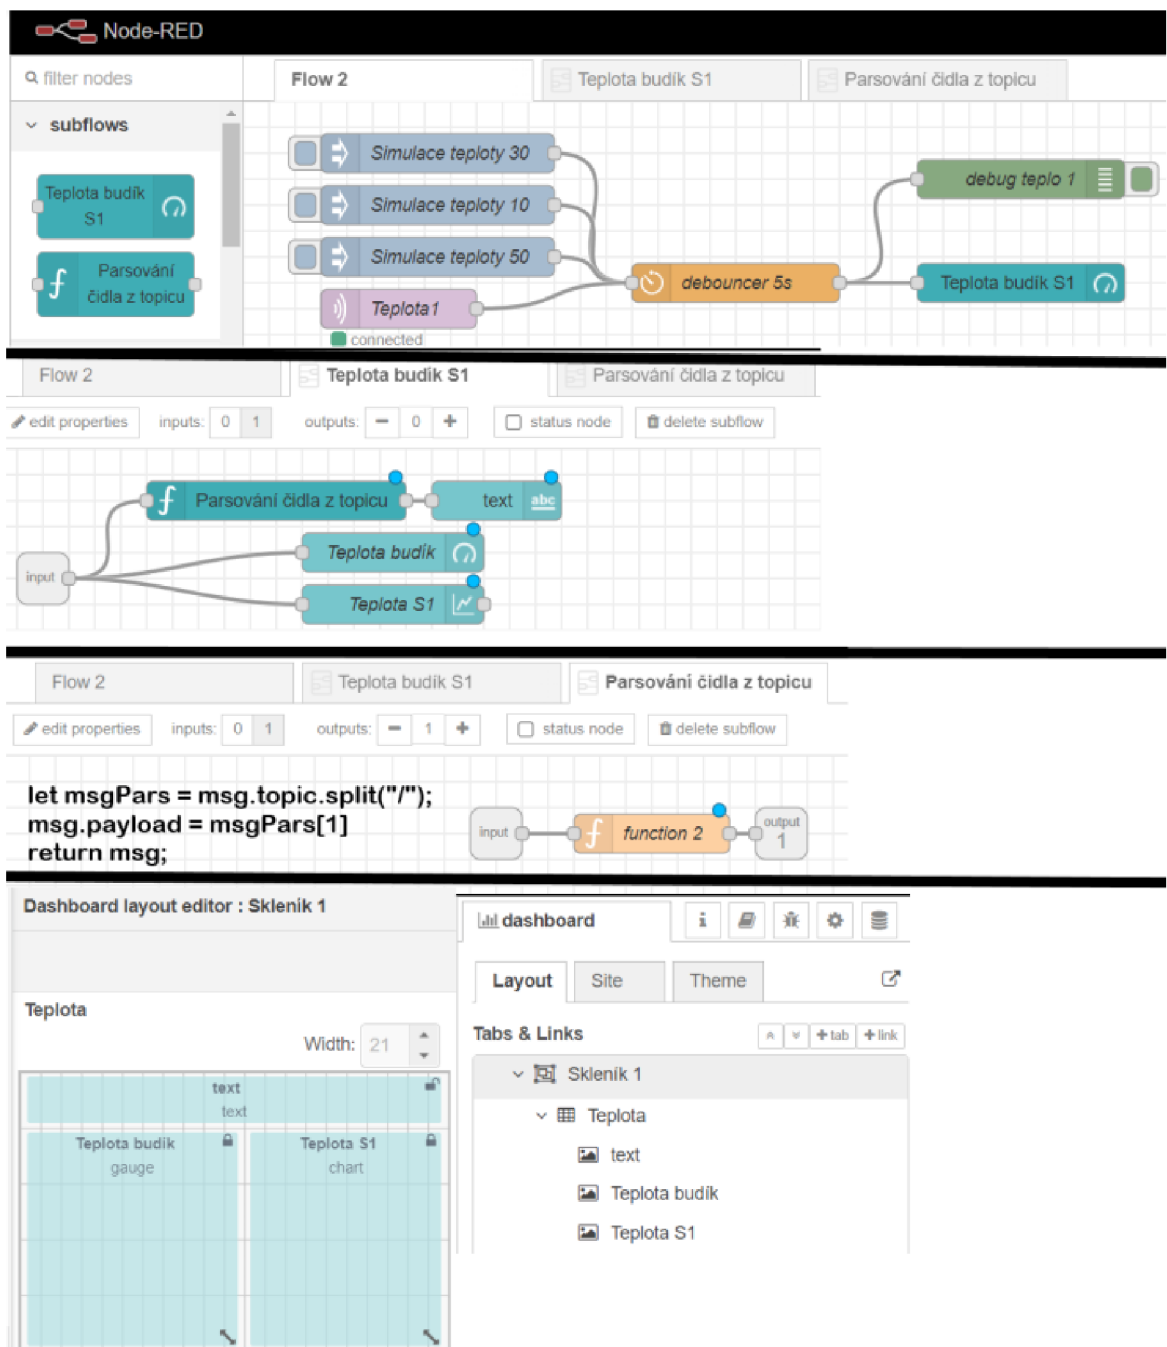 Node-RED
filter nodes
Flow 2
Teplota budík S1
Parsování čidla z topicu
subflows
Teplota budík
S1
Parsování
čidla z topicu
Simulace teploty 30
Simulace teploty 10
Simulace teploty 50
Teplota1
connected
debouncer 5s
debug teplo 1
Teplota budík S1
Flow 2
Teplota budík S1
Parsování čidla z topicu
edit properties
inputs: 0 1
outputs: 0
status node
delete subflow
input
Parsování čidla z topicu
text
abc
Teplota budík
Teplota S1
Flow 2
Teplota budík S1
Parsování čidla z topicu
edit properties
inputs: 0 1
outputs: 1
status node
delete subflow
let msgPars = msg.topic.split("/");
msg.payload = msgPars[1]
return msg;
input
function 2
output
1
Dashboard layout editor : Skleník 1
Teplota
Width: 21
text
text
Teplota budík
gauge
Teplota S1
chart
dashboard
Layout
Site
Theme
Tabs & Links
+tab
+link
Skleník 1
Teplota
text
Teplota budík
Teplota S1